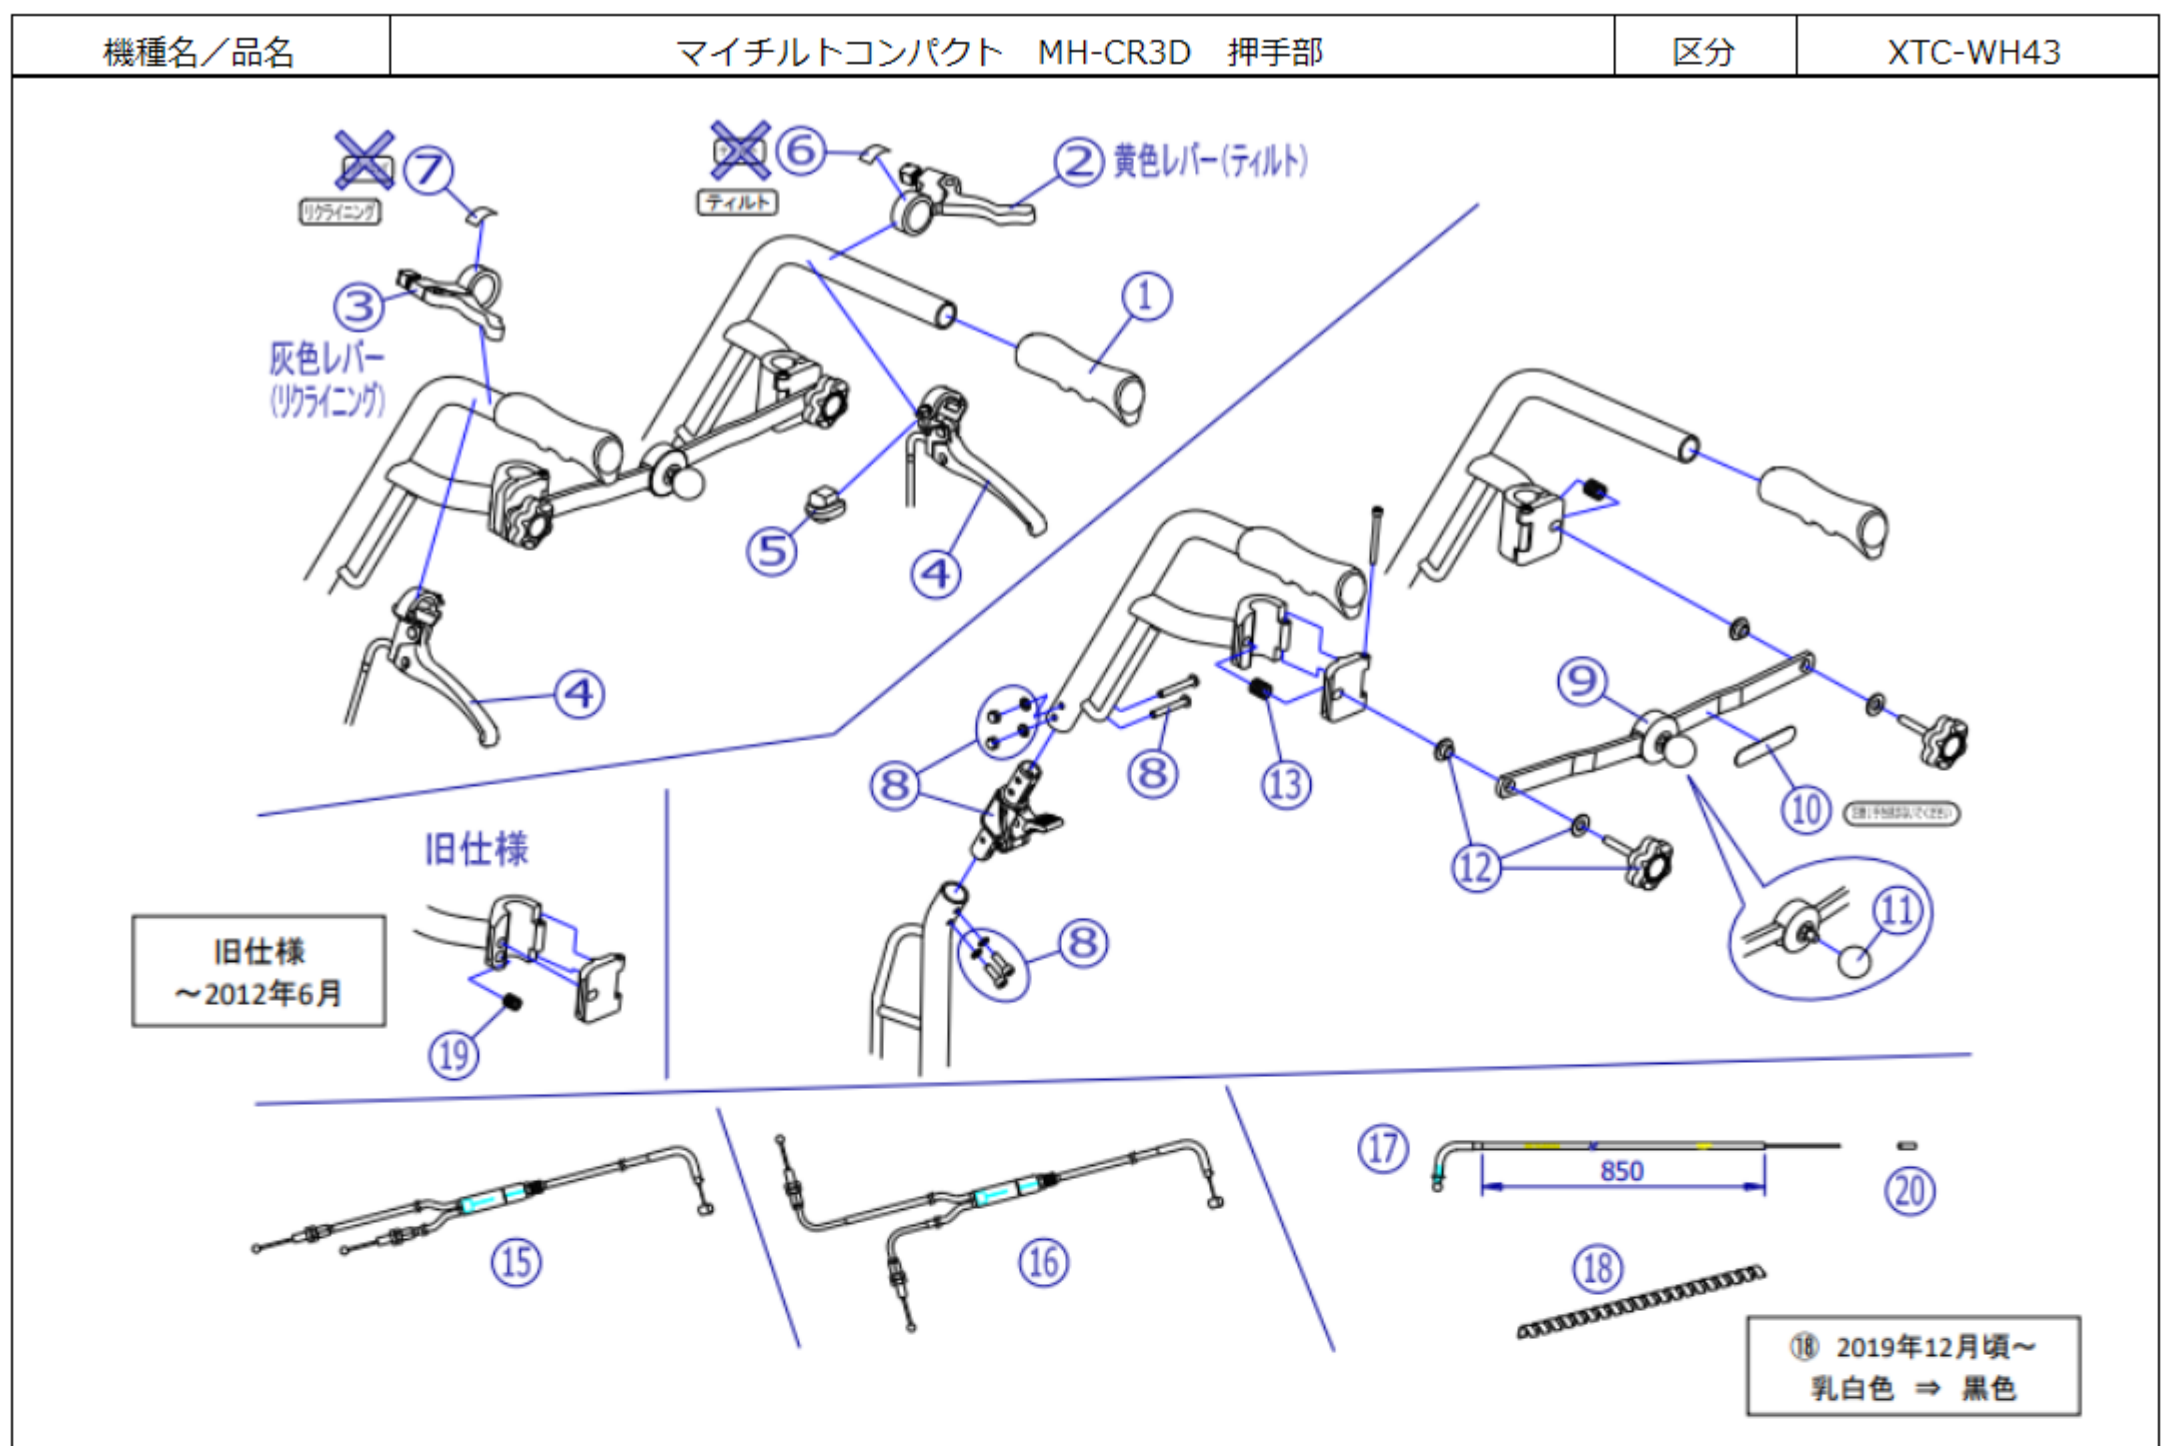 機種名／品名
マイチルトコンパクト MH-CR3D 押手部
区分
XTC-WH43
⑦
リクライニング
⑥
ティルト
② 黄色レバー(ティルト)
③
灰色レバー
(リクライニング)
①
⑤
④
④
⑧
⑧
⑬
⑨
⑩
⑫
⑪
⑧
旧仕様
旧仕様
～2012年6月
⑲
⑮
⑯
⑰
850
⑳
⑱
⑱ 2019年12月頃～
乳白色 ⇒ 黒色